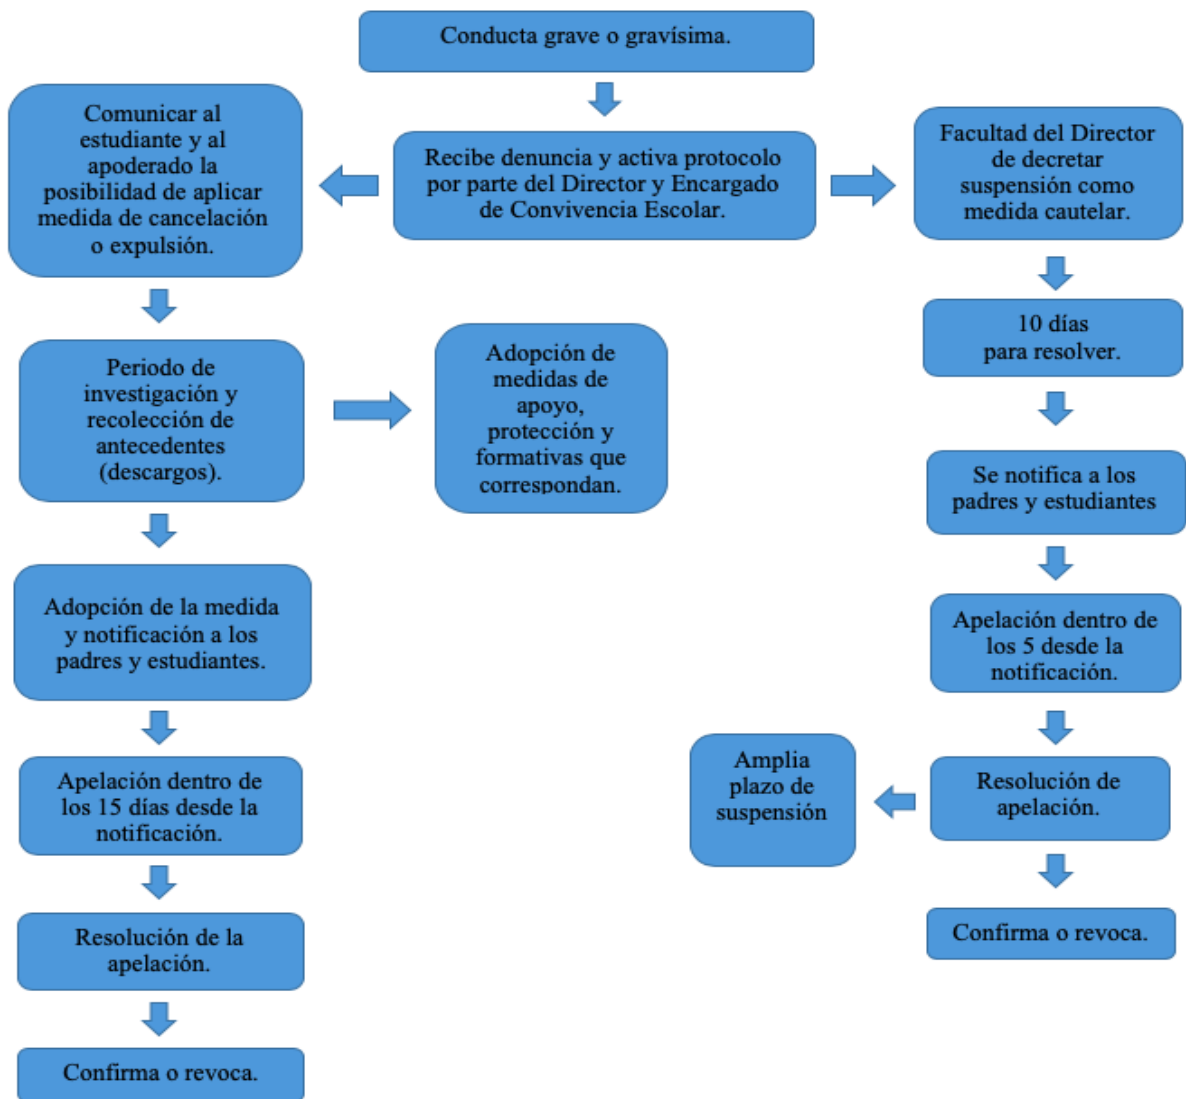 Conducta grave o gravísima.
Recibe denuncia y activa protocolo
por parte del Director y Encargado
de Convivencia Escolar.
Comunicar al
estudiante y al
apoderado la
posibilidad de aplicar
medida de cancelación
o expulsión.
Periodo de
investigación y
recolección de
antecedentes
(descargos).
Adopción de
medidas de
apoyo,
protección y
formativas que
correspondan.
Adopción de la medida
y notificación a los
padres y estudiantes.
Apelación dentro de
los 15 días desde la
notificación.
Resolución de la
apelación.
Confirma o revoca.
Facultad del Director
de decretar
suspensión como
medida cautelar.
10 días
para resolver.
Se notifica a los
padres y estudiantes
Apelación dentro de
los 5 desde la
notificación.
Resolución de
apelación.
Amplia
plazo de
suspensión
Confirma o revoca.